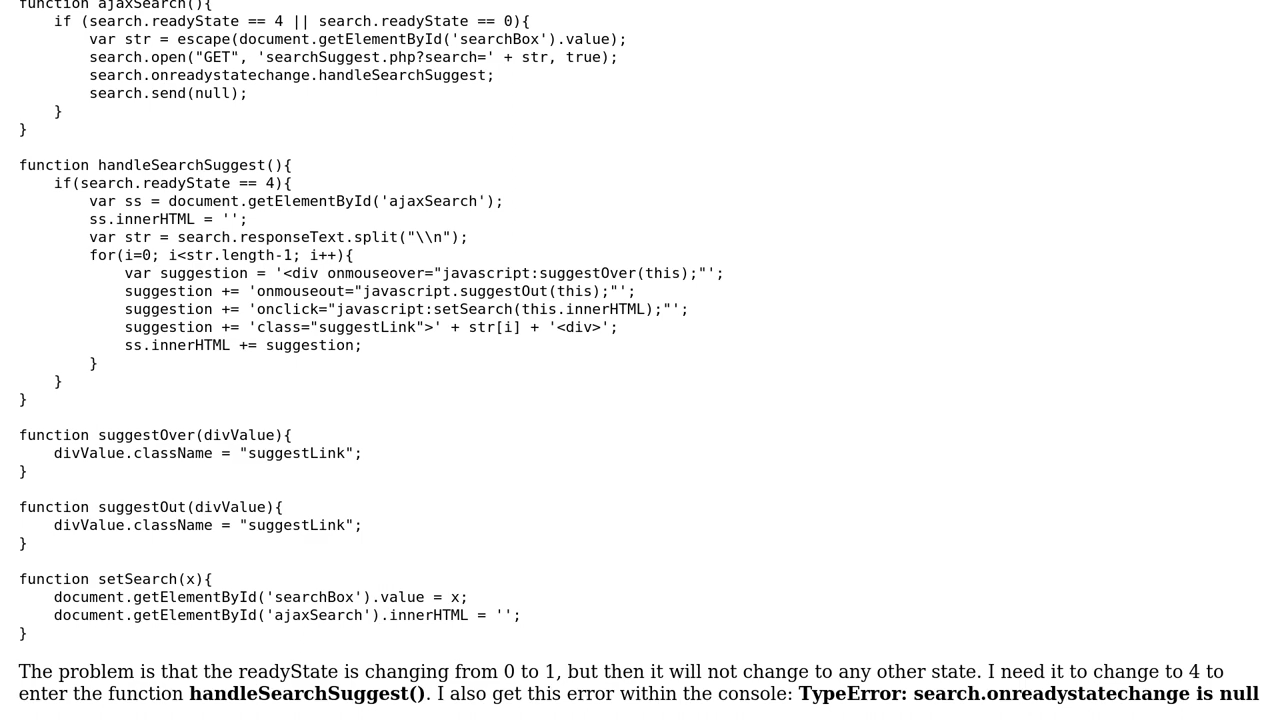 function ajaxSearch(){
    if (search.readyState == 4 || search.readyState == 0){
        var str = escape(document.getElementById('searchBox').value);
        search.open("GET", 'searchSuggest.php?search=' + str, true);
        search.onreadystatechange.handleSearchSuggest;
        search.send(null);
    }
}

function handleSearchSuggest(){
    if(search.readyState == 4){
        var ss = document.getElementById('ajaxSearch');
        ss.innerHTML = '';
        var str = search.responseText.split("\\n");
        for(i=0; i<str.length-1; i++){
            var suggestion = '<div onmouseover="javascript:suggestOver(this);"';
            suggestion += 'onmouseout="javascript.suggestOut(this);"';
            suggestion += 'onclick="javascript:setSearch(this.innerHTML);"';
            suggestion += 'class="suggestLink">' + str[i] + '<div>';
            ss.innerHTML += suggestion;
        }
    }
}

function suggestOver(divValue){
    divValue.className = "suggestLink";
}

function suggestOut(divValue){
    divValue.className = "suggestLink";
}

function setSearch(x){
    document.getElementById('searchBox').value = x;
    document.getElementById('ajaxSearch').innerHTML = '';
}

The problem is that the readyState is changing from 0 to 1, but then it will not change to any other state. I need it to change to 4 to
enter the function handleSearchSuggest(). I also get this error within the console: TypeError: search.onreadystatechange is null